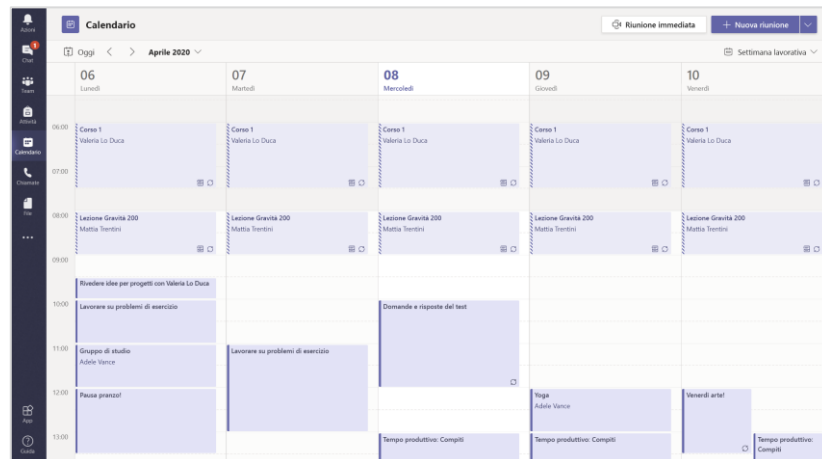 Azioni
Chat
1
Team
Attività
Calendario
Chiamate
File
App
Guida
Calendario
Riunione immediata
+ Nuova riunione
Oggi
Aprile 2020
Settimana lavorativa
06
Lunedì
07
Martedì
08
Mercoledì
09
Giovedì
10
Venerdì
06:00
Corso 1
Valeria Lo Duca
Corso 1
Valeria Lo Duca
Corso 1
Valeria Lo Duca
Corso 1
Valeria Lo Duca
Corso 1
Valeria Lo Duca
07:00
08:00
Lezione Gravità 200
Mattia Trentini
Lezione Gravità 200
Mattia Trentini
Lezione Gravità 200
Mattia Trentini
Lezione Gravità 200
Mattia Trentini
Lezione Gravità 200
Mattia Trentini
09:00
Rivedere idee per progetti con Valeria Lo Duca
10:00
Lavorare su problemi di esercizio
Domande e risposte del test
11:00
Gruppo di studio
Adele Vance
Lavorare su problemi di esercizio
12:00
Pausa pranzo!
Yoga
Adele Vance
Venerdì arte!
13:00
Tempo produttivo: Compiti
Tempo produttivo: Compiti
Tempo produttivo:
Compiti